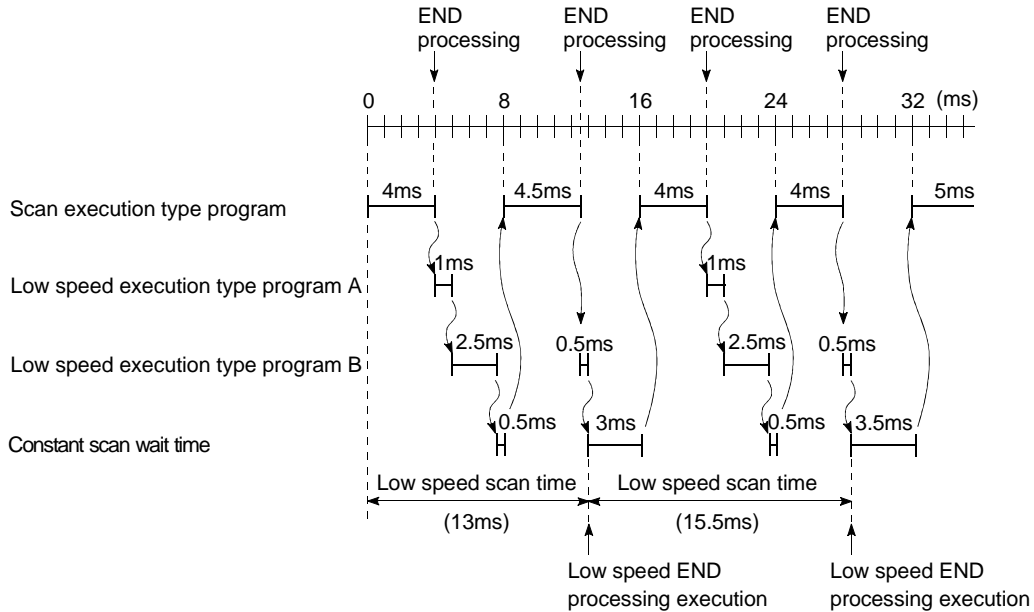 END
processing
END
processing
END
processing
END
processing
0 8 16 24 32 (ms)
4ms 4.5ms 4ms 4ms 5ms
Scan execution type program
1ms 1ms
Low speed execution type program A
2.5ms 0.5ms 2.5ms 0.5ms
Low speed execution type program B
0.5ms 3ms 0.5ms 3.5ms
Constant scan wait time
Low speed scan time Low speed scan time
(13ms) (15.5ms)
Low speed END
processing execution
Low speed END
processing execution